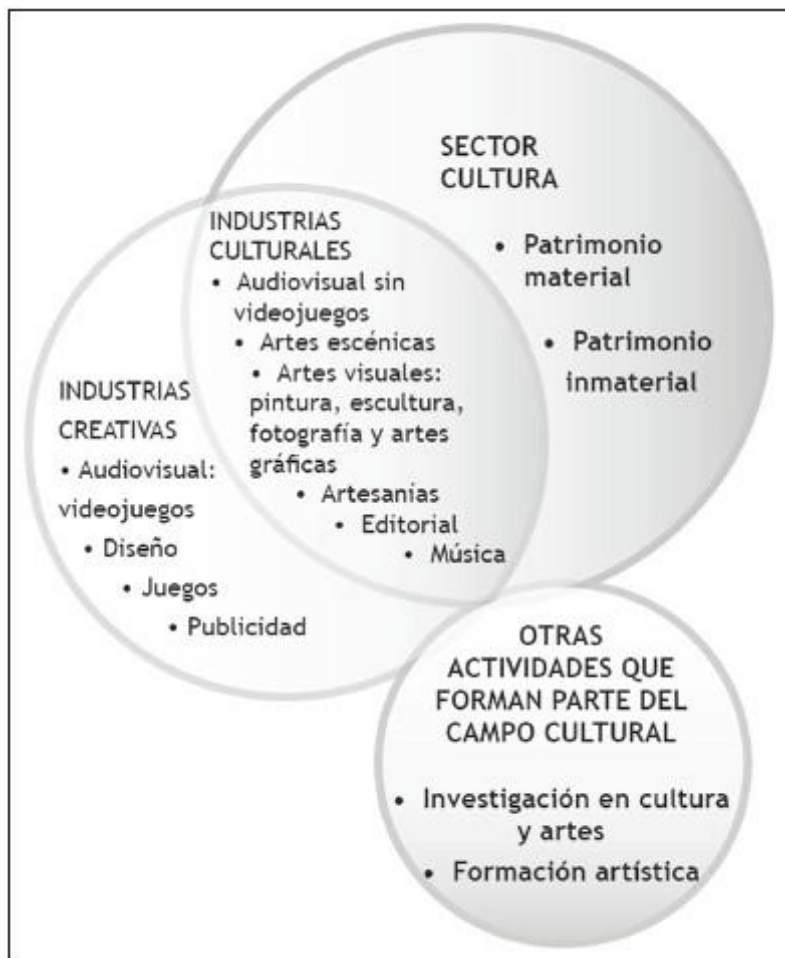 SECTOR
CULTURA
• Patrimonio
material
• Patrimonio
inmaterial
INDUSTRIAS
CULTURALES
• Audiovisual sin
videojuegos
• Artes escénicas
• Artes visuales:
pintura, escultura,
fotografía y artes
gráficas
• Artesanías
• Editorial
• Música
INDUSTRIAS
CREATIVAS
• Audiovisual:
videojuegos
• Diseño
• Juegos
• Publicidad
OTRAS
ACTIVIDADES QUE
FORMAN PARTE DEL
CAMPO CULTURAL
• Investigación en cultura
y artes
• Formación artística